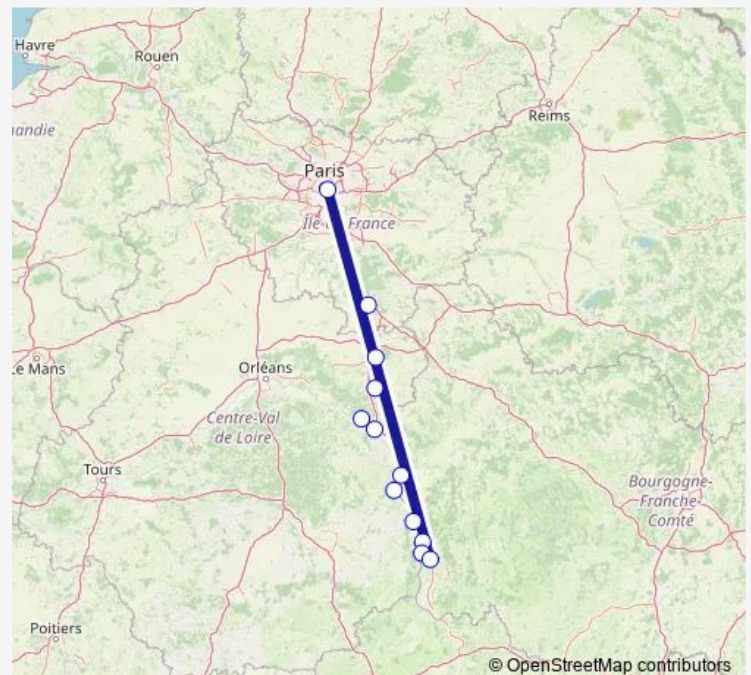 Havre
Rouen
Reims
andie
Paris
Île-de-France
Le Mans
Orléans
Centre-Val
de Loire
Tours
Bourgogne-
Franche-
Comté
Poitiers
© OpenStreetMap contributors